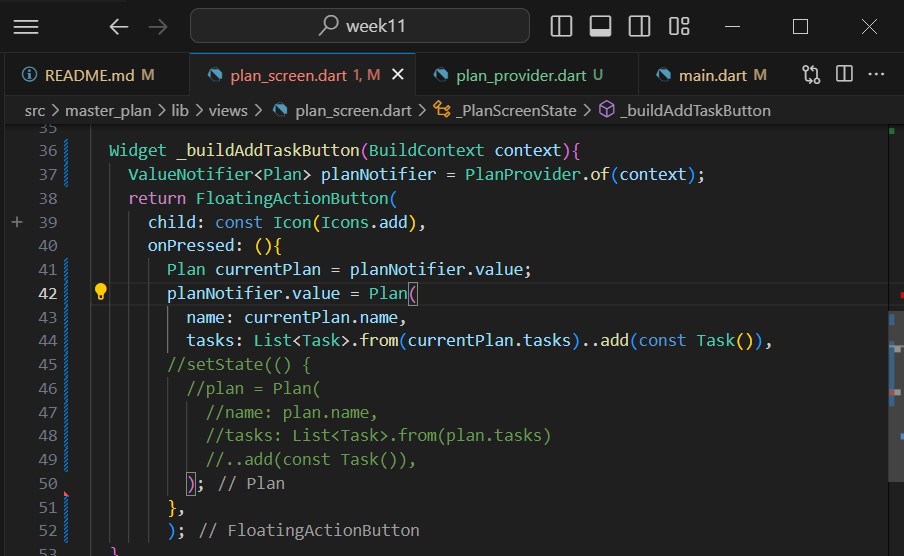 week11
README.md M
plan_screen.dart 1, M
plan_provider.dart U
main.dart M
src > master_plan > lib > views > plan_screen.dart > _PlanScreenState > _buildAddTaskButton
35
36 Widget _buildAddTaskButton(BuildContext context){
37 ValueNotifier<Plan> planNotifier = PlanProvider.of(context);
38 return FloatingActionButton(
39 child: const Icon(Icons.add),
40 onPressed: (){
41 Plan currentPlan = planNotifier.value;
42 planNotifier.value = Plan(
43 name: currentPlan.name,
44 tasks: List<Task>.from(currentPlan.tasks)..add(const Task()),
45 //setState(() {
46 //plan = Plan(
47 //name: plan.name,
48 //tasks: List<Task>.from(plan.tasks)
49 //..add(const Task()),
50 ); // Plan
51 },
52 ); // FloatingActionButton
53 }